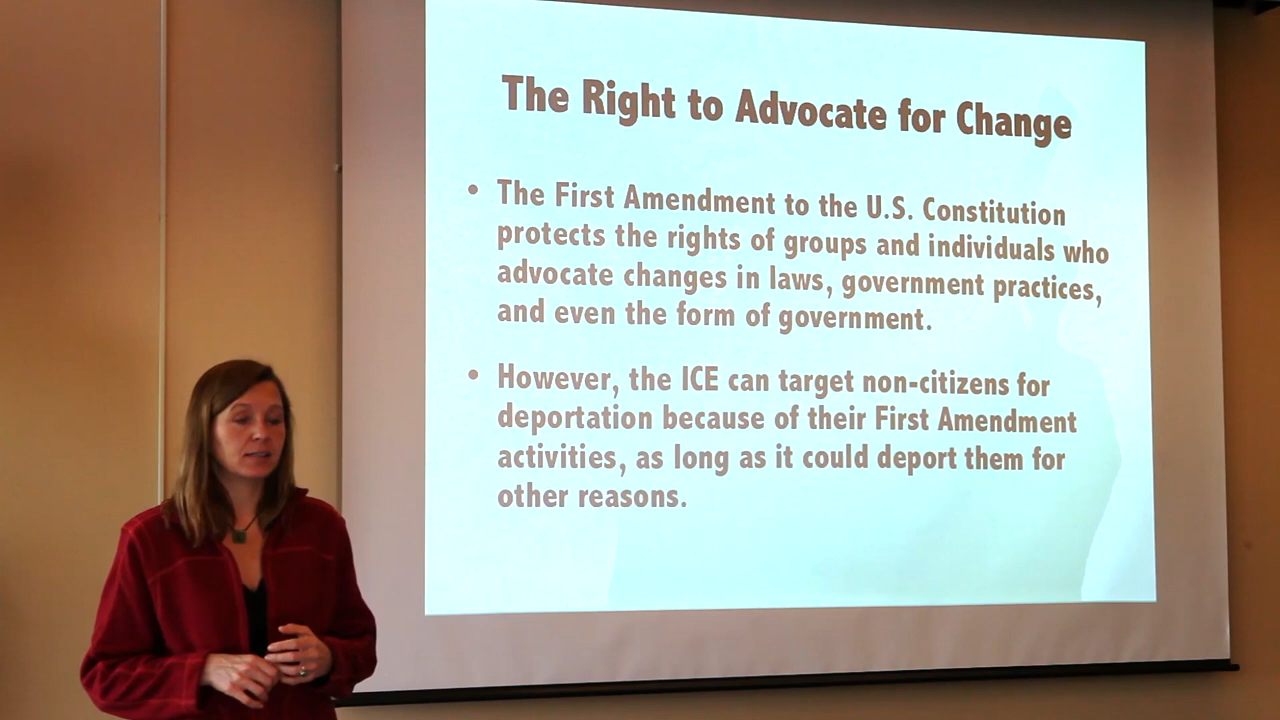 The Right to Advocate for Change
• The First Amendment to the U.S. Constitution
protects the rights of groups and individuals who
advocate changes in laws, government practices,
and even the form of government.
• However, the ICE can target non-citizens for
deportation because of their First Amendment
activities, as long as it could deport them for
other reasons.